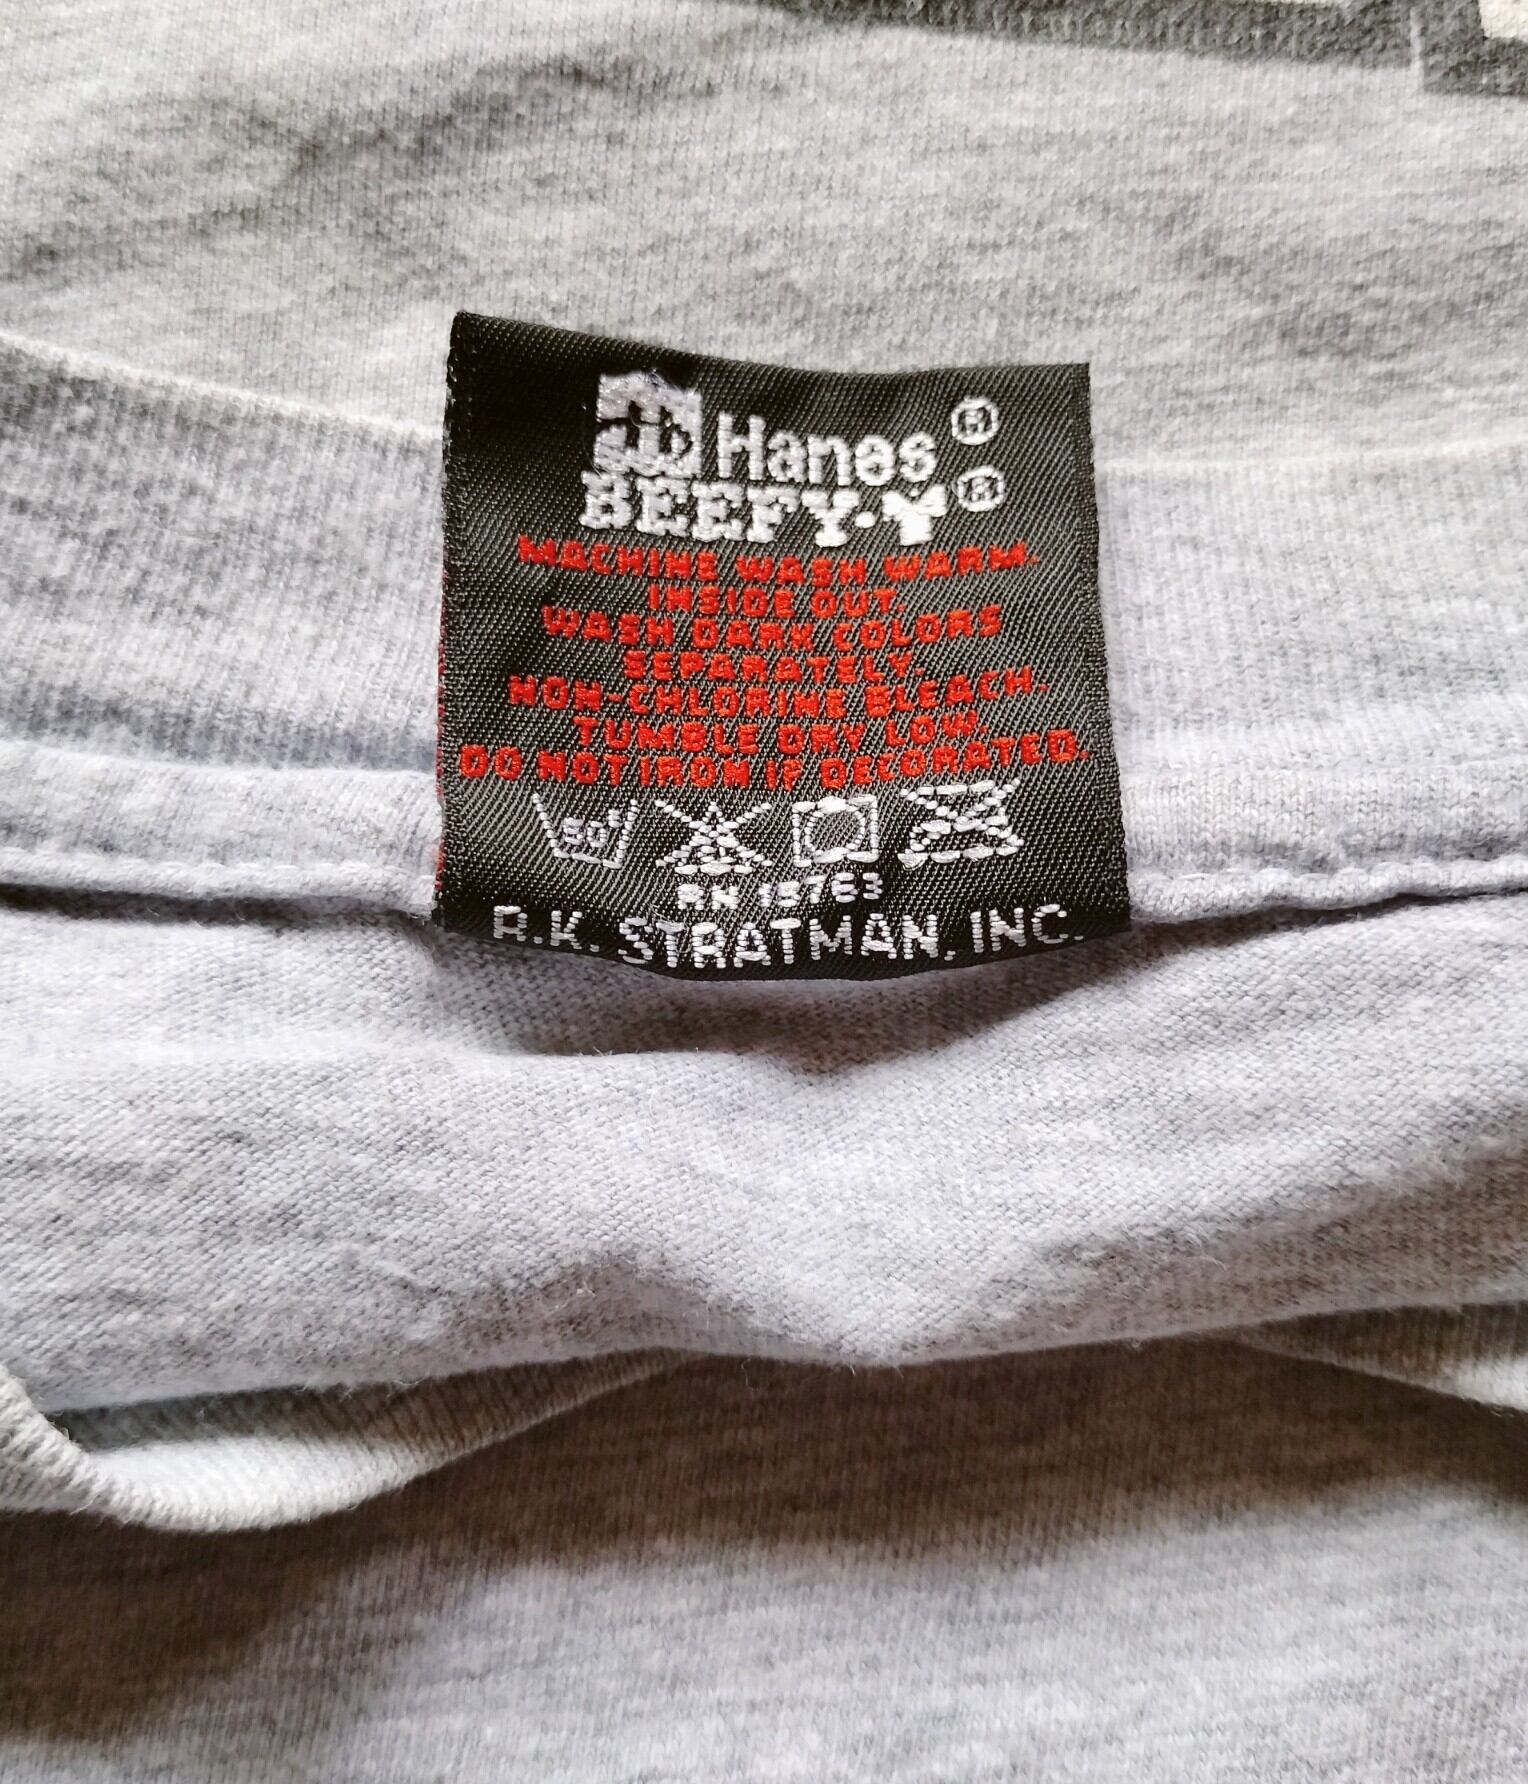 Hanes ®
BEEFY-T ®
MACHINE WASH WARM.
INSIDE OUT.
WASH DARK COLORS
SEPARATELY.
NON-CHLORINE BLEACH.
TUMBLE DRY LOW.
DO NOT IRON IF DECORATED.
50°
RN 15763
R.K. STRATMAN, INC.